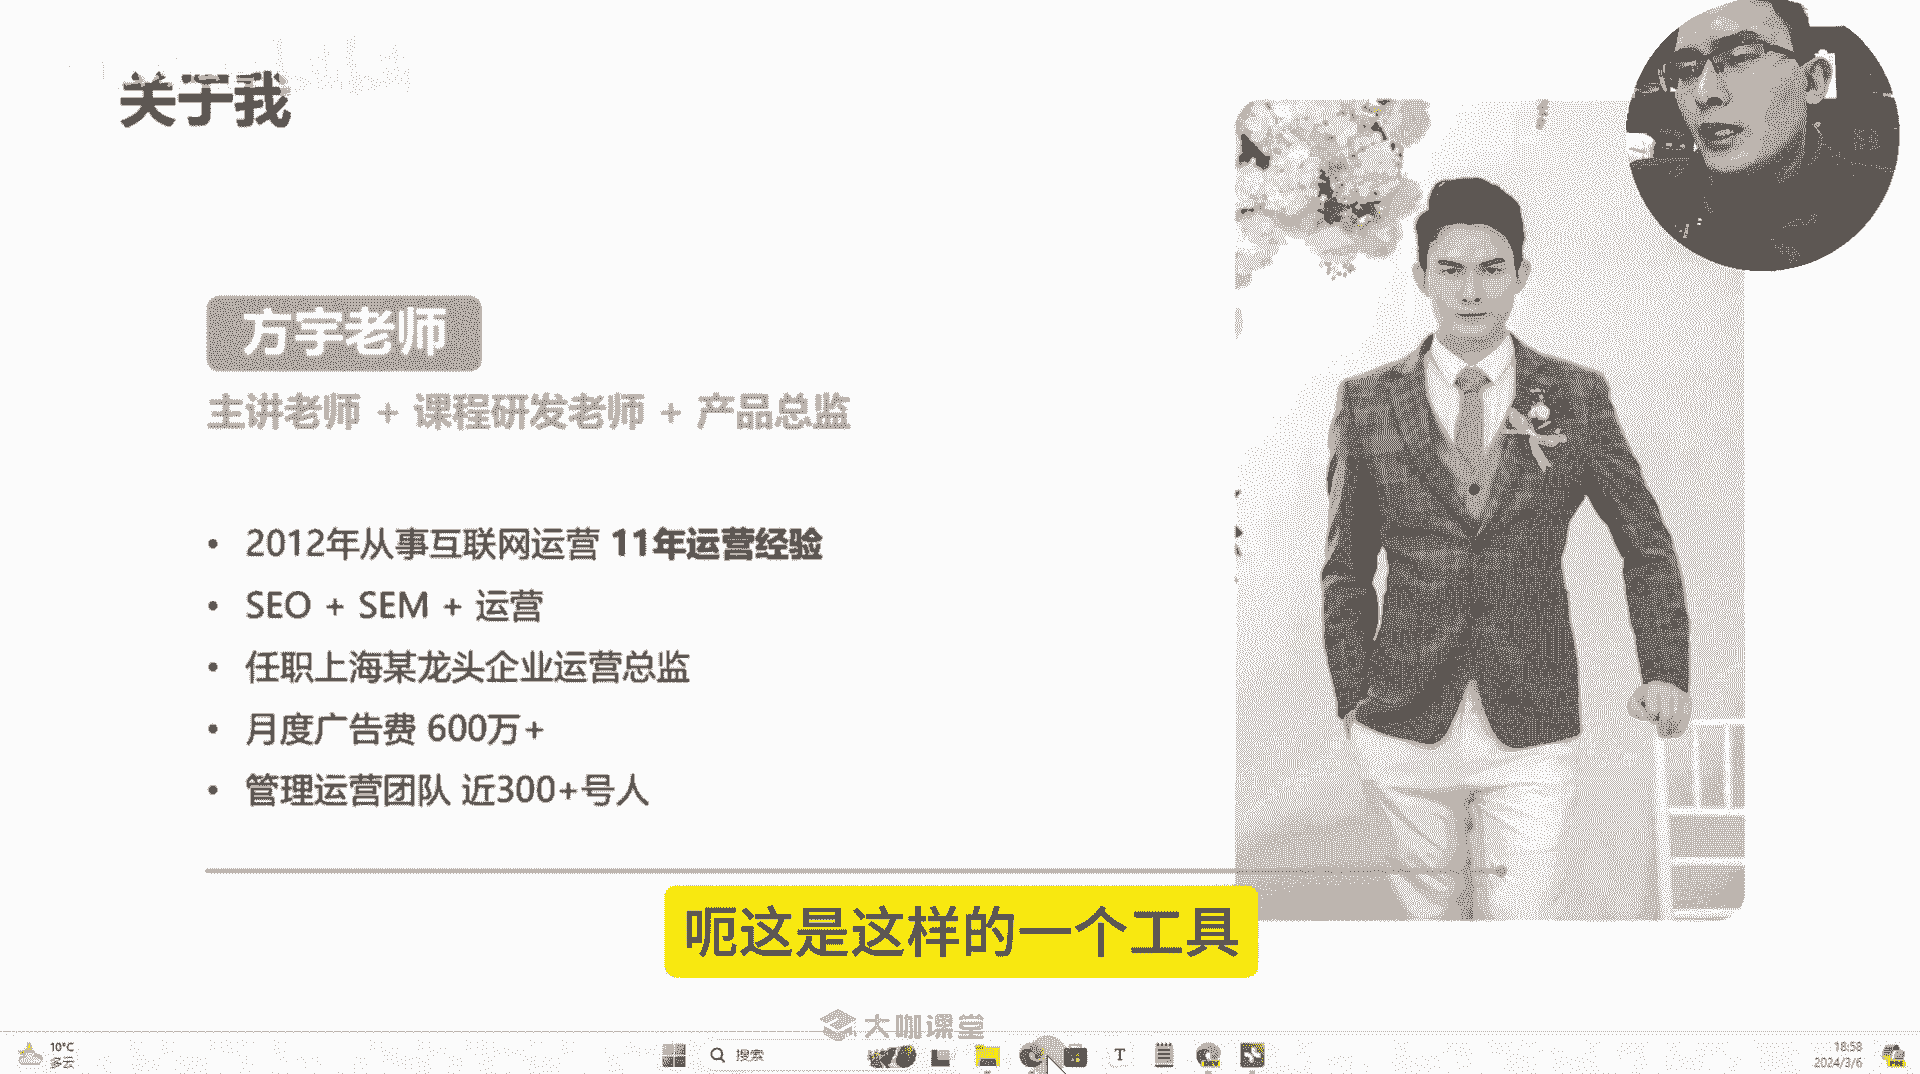 关于我
方宇老师
主讲老师 + 课程研发老师 + 产品总监
• 2012年从事互联网运营 11年运营经验
• SEO + SEM + 运营
• 任职上海某龙头企业运营总监
• 月度广告费 600万+
• 管理运营团队 近300+号人
呃这是这样的一个工具
大咖课堂
10°C
多云
搜索
T
DEV
18:58
2024/3/6
PRE